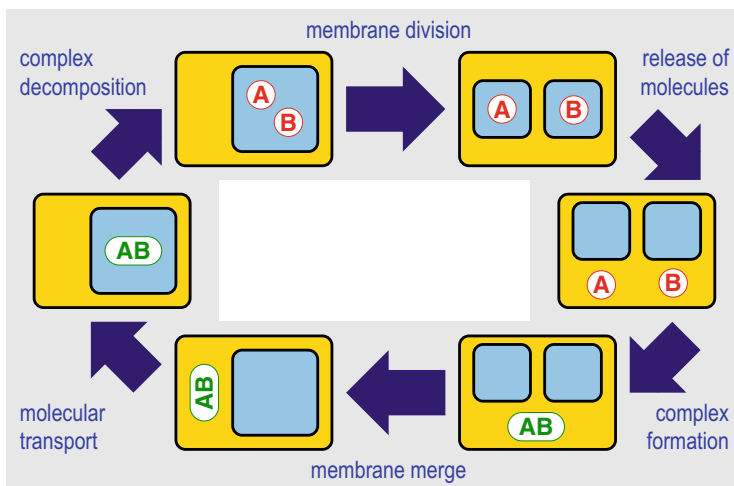 membrane division
complex
decomposition
release of
molecules
A
B
A
B
AB
A
B
AB
AB
molecular
transport
complex
formation
membrane merge